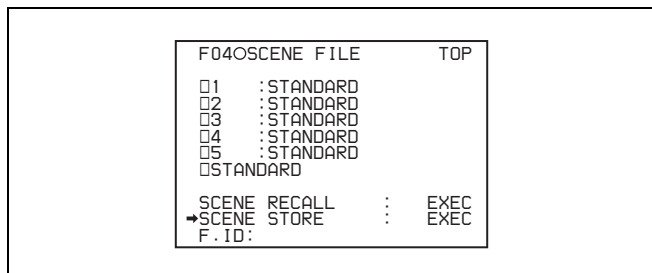 F04○SCENE FILE TOP
□1 :STANDARD
□2 :STANDARD
□3 :STANDARD
□4 :STANDARD
□5 :STANDARD
□STANDARD
SCENE RECALL : EXEC
➡SCENE STORE : EXEC
F.ID: